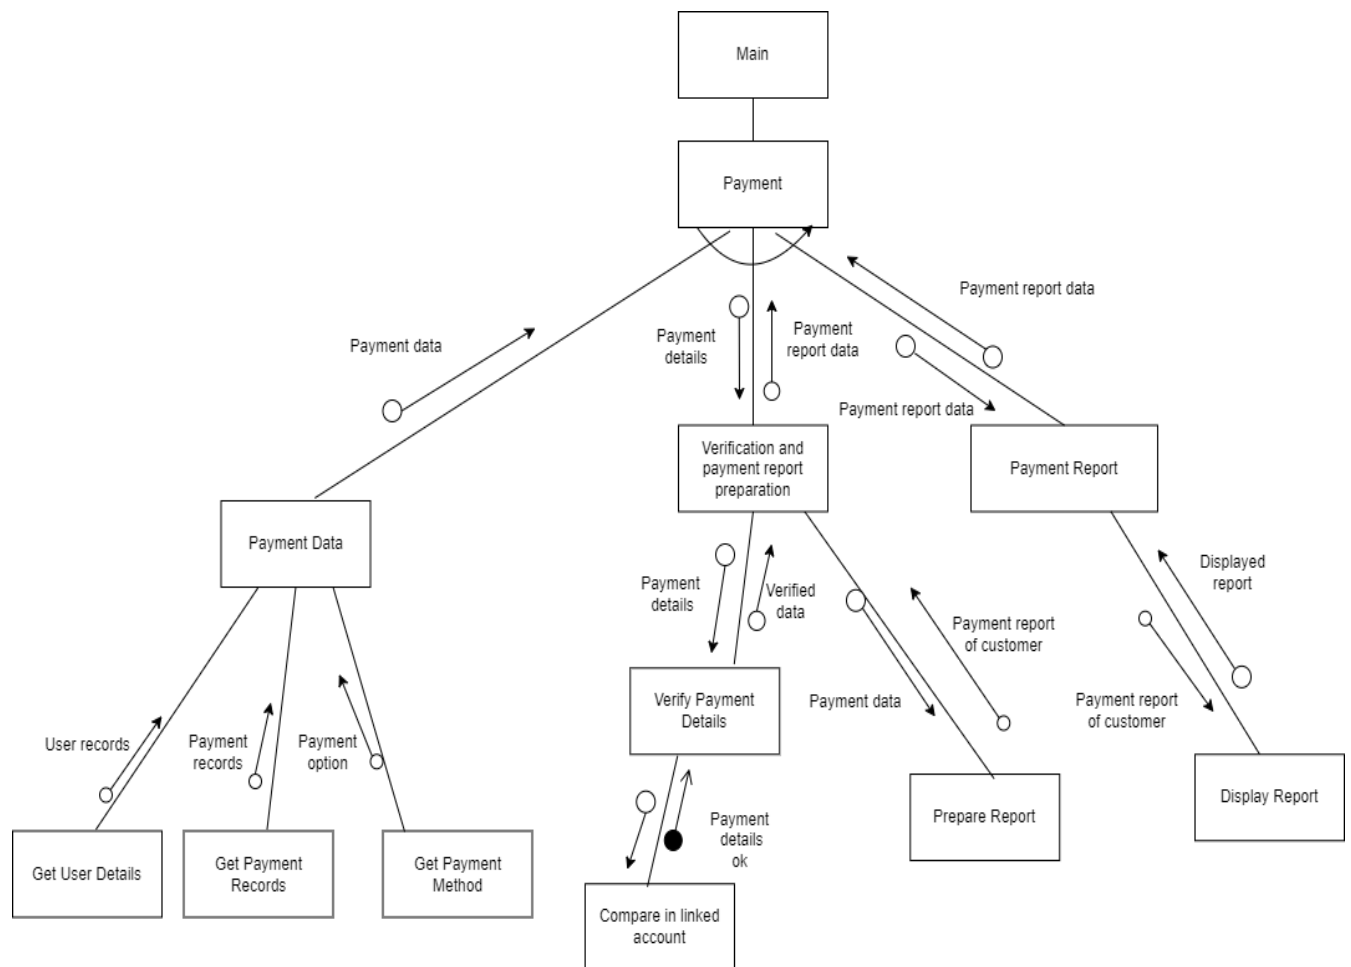 Main
Payment
Payment report data
Payment data
Payment
details
Payment
report data
Payment report data
Verification and
payment report
preparation
Payment Report
Payment Data
Payment
details
Verified
data
Displayed
report
Payment report
of customer
Payment data
Payment report
of customer
Verify Payment
Details
User records
Payment
records
Payment
option
Prepare Report
Display Report
Payment
details
ok
Get User Details
Get Payment
Records
Get Payment
Method
Compare in linked
account